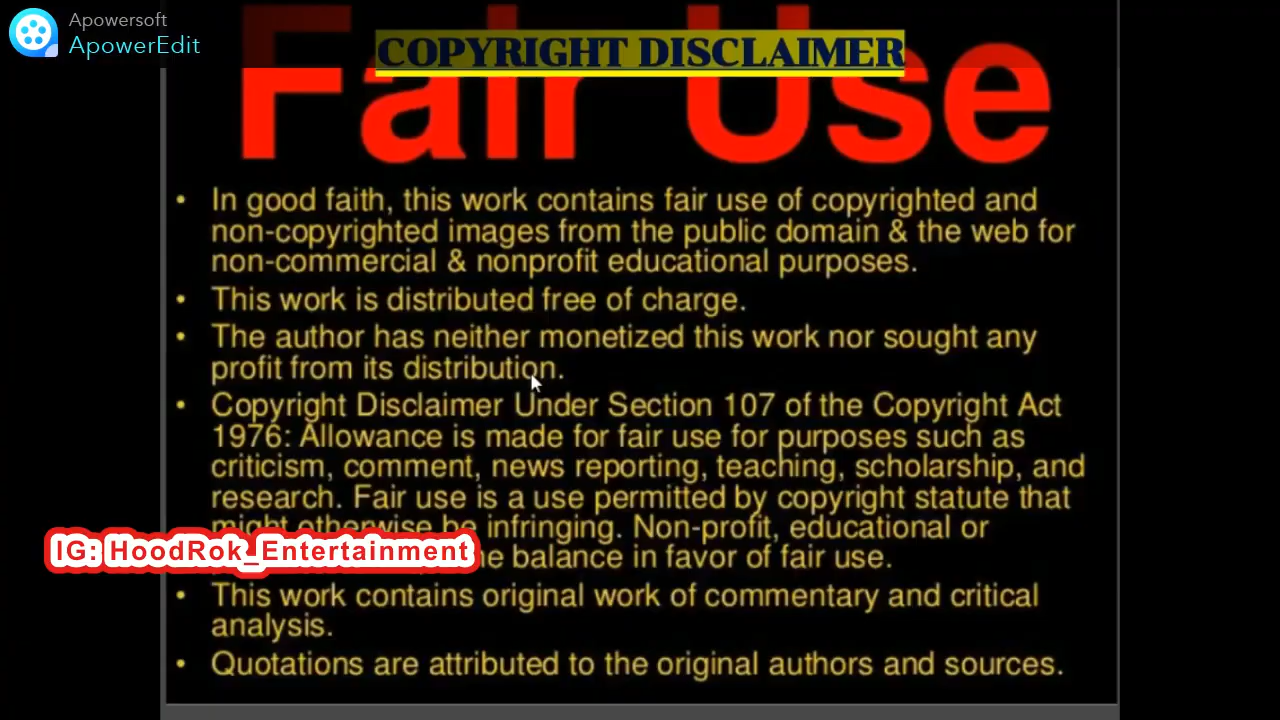 Apowersoft
ApowerEdit
COPYRIGHT DISCLAIMER
Fair Use
• In good faith, this work contains fair use of copyrighted and
non-copyrighted images from the public domain & the web for
non-commercial & nonprofit educational purposes.
• This work is distributed free of charge.
• The author has neither monetized this work nor sought any
profit from its distribution.
• Copyright Disclaimer Under Section 107 of the Copyright Act
1976: Allowance is made for fair use for purposes such as
criticism, comment, news reporting, teaching, scholarship, and
research. Fair use is a use permitted by copyright statute that
might otherwise be infringing. Non-profit, educational or
IG: HoodRok_Entertainment
balance in favor of fair use.
• This work contains original work of commentary and critical
analysis.
• Quotations are attributed to the original authors and sources.